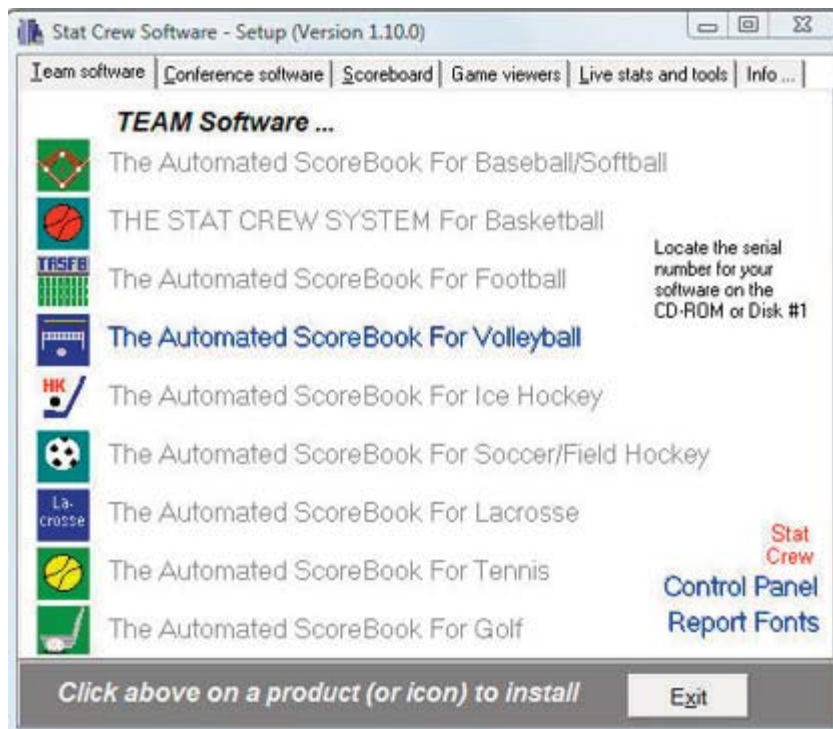 Stat Crew Software - Setup (Version 1.10.0)
Team software Conference software Scoreboard Game viewers Live stats and tools Info ...
TEAM Software ...
The Automated ScoreBook For Baseball/Softball
THE STAT CREW SYSTEM For Basketball
TASFB
The Automated ScoreBook For Football
The Automated ScoreBook For Volleyball
HK
The Automated ScoreBook For Ice Hockey
The Automated ScoreBook For Soccer/Field Hockey
La-
crosse
The Automated ScoreBook For Lacrosse
The Automated ScoreBook For Tennis
The Automated ScoreBook For Golf
Locate the serial
number for your
software on the
CD-ROM or Disk #1
Stat
Crew
Control Panel
Report Fonts
Click above on a product (or icon) to install
Exit